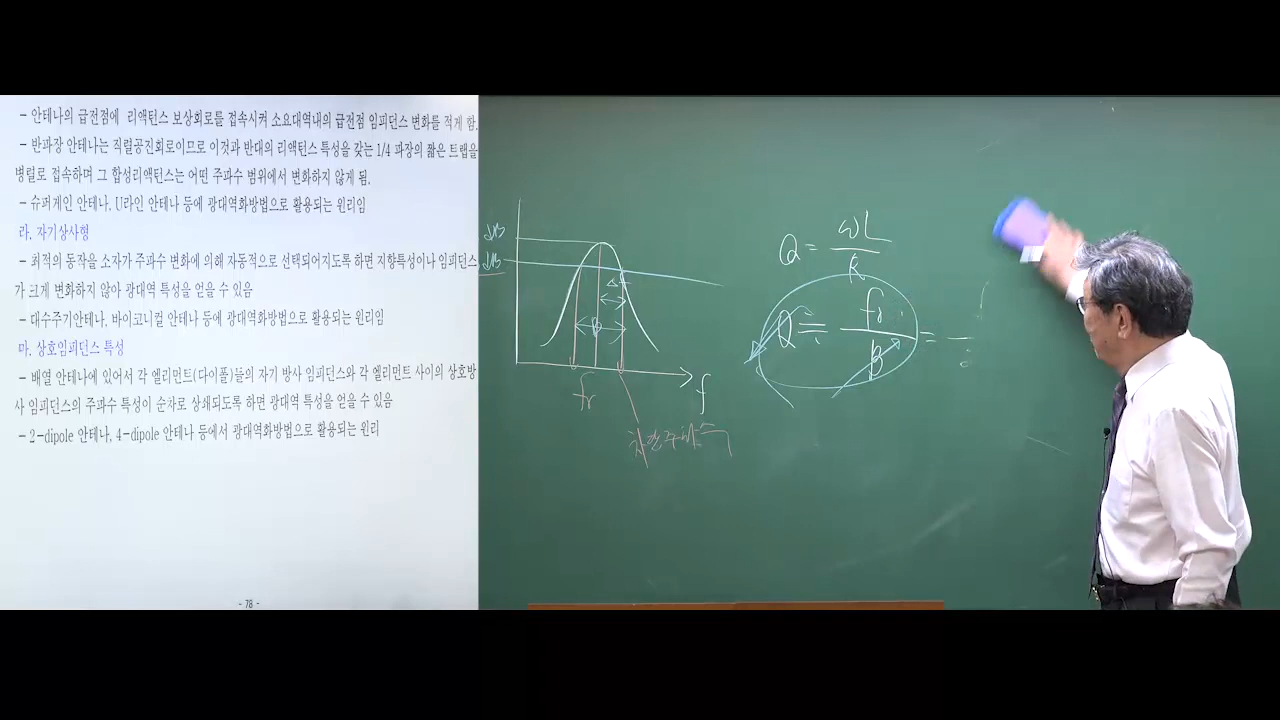 - 안테나의 급전점에 리액턴스 보상회로를 접속시켜 소요대역내의 급전점 임피던스 변화를 적게 함.
- 반파장 안테나는 직렬공진회로이므로 이것과 반대의 리액턴스 특성을 갖는 1/4 파장의 짧은 트랩을
병렬로 접속하며 그 합성리액턴스는 어떤 주파수 범위에서 변화하지 않게 됨.
- 슈퍼게인 안테나, U라인 안테나 등에 광대역화방법으로 활용되는 원리임
라. 자기상사형
- 최적의 동작을 소자가 주파수 변화에 의해 자동적으로 선택되어지도록 하면 지향특성이나 임피던스
가 크게 변화하지 않아 광대역 특성을 얻을 수 있음
- 대수주기안테나, 바이코니컬 안테나 등에 광대역화방법으로 활용되는 원리임
마. 상호임피던스 특성
- 배열 안테나에 있어서 각 엘리먼트(다이폴)들의 자기 방사 임피던스와 각 엘리먼트 사이의 상호방
사 임피던스의 주파수 특성이 순차로 상쇄되도록 하면 광대역 특성을 얻을 수 있음
- 2-dipole 안테나, 4-dipole 안테나 등에서 광대역화방법으로 활용되는 원리
- 78 -
B
fr
f
Q = ωL / R
Q ≒ fr / B =